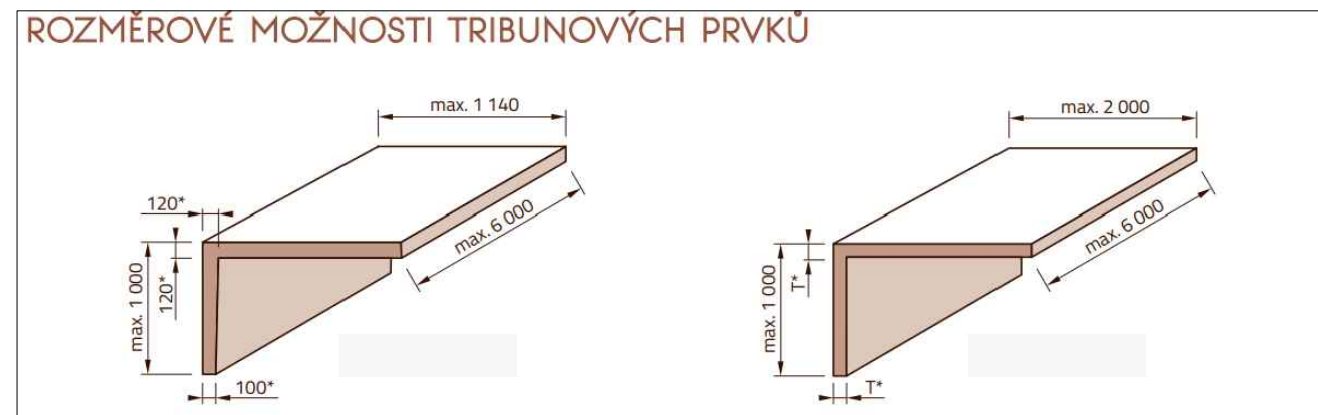 ROZMĚROVÉ MOŽNOSTI TRIBUNOVÝCH PRVKŮ
max. 1 140
120*
max. 6 000
max. 1 000
120*
100*
max. 2 000
max. 6 000
max. 1 000
T*
T*